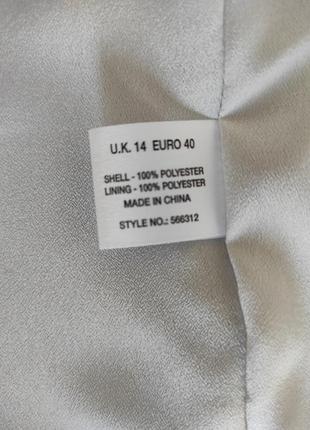 U.K. 14 EURO 40
SHELL - 100% POLYESTER
LINING - 100% POLYESTER
MADE IN CHINA
STYLE NO.: 566312